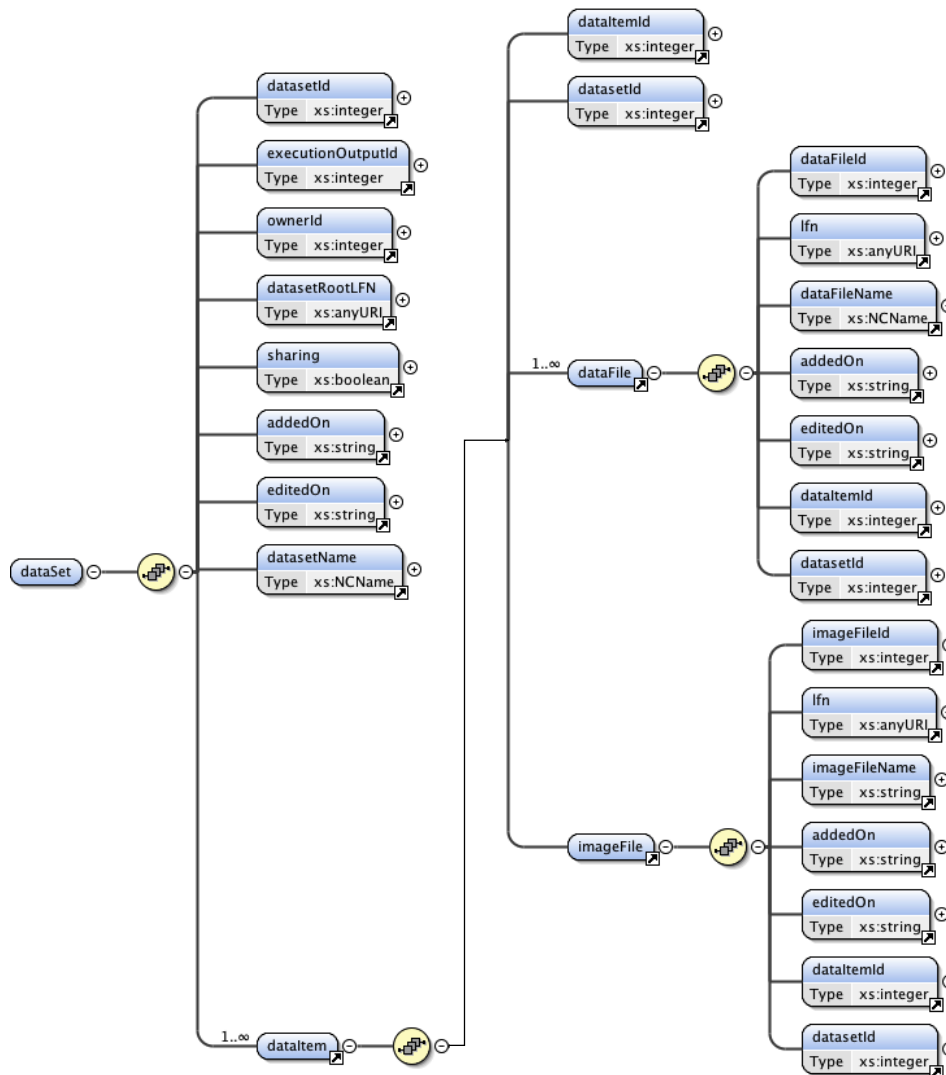 dataSet
datasetId
Type xs:integer
executionOutputId
Type xs:integer
ownerId
Type xs:integer
datasetRootLFN
Type xs:anyURI
sharing
Type xs:boolean
addedOn
Type xs:string
editedOn
Type xs:string
datasetName
Type xs:NCName
1..∞
dataItem
dataItemId
Type xs:integer
datasetId
Type xs:integer
1..∞
dataFile
dataFileId
Type xs:integer
lfn
Type xs:anyURI
dataFileName
Type xs:NCName
addedOn
Type xs:string
editedOn
Type xs:string
dataItemId
Type xs:integer
datasetId
Type xs:integer
imageFile
imageFileId
Type xs:integer
lfn
Type xs:anyURI
imageFileName
Type xs:string
addedOn
Type xs:string
editedOn
Type xs:string
dataItemId
Type xs:integer
datasetId
Type xs:integer